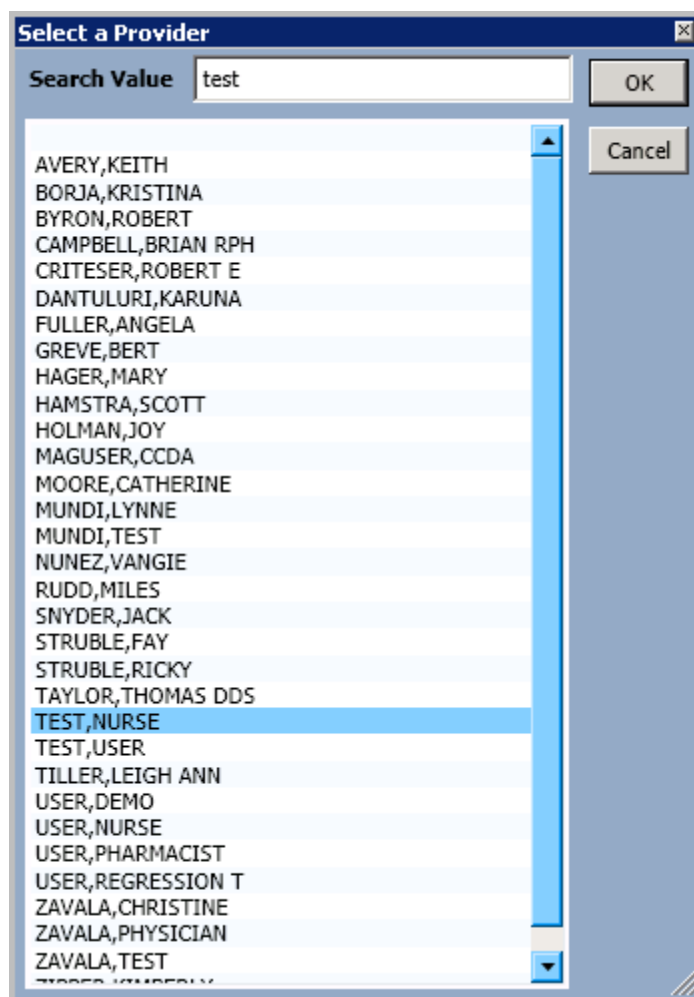 Select a Provider
Search Value test
OK
Cancel
AVERY,KEITH
BORJA,KRISTINA
BYRON,ROBERT
CAMPBELL,BRIAN RPH
CRITESER,ROBERT E
DANTULURI,KARUNA
FULLER,ANGELA
GREVE,BERT
HAGER,MARY
HAMSTRA,SCOTT
HOLMAN,JOY
MAGUSER,CCDA
MOORE,CATHERINE
MUNDI,LYNNE
MUNDI,TEST
NUNEZ,VANGIE
RUDD,MILES
SNYDER,JACK
STRUBLE,FAY
STRUBLE,RICKY
TAYLOR,THOMAS DDS
TEST,NURSE
TEST,USER
TILLER,LEIGH ANN
USER,DEMO
USER,NURSE
USER,PHARMACIST
USER,REGRESSION T
ZAVALA,CHRISTINE
ZAVALA,PHYSICIAN
ZAVALA,TEST